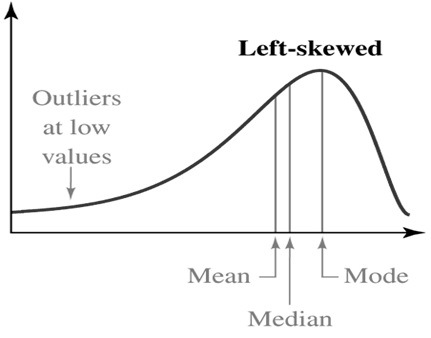 Left-skewed
Outliers
at low
values
Mean
Mode
Median